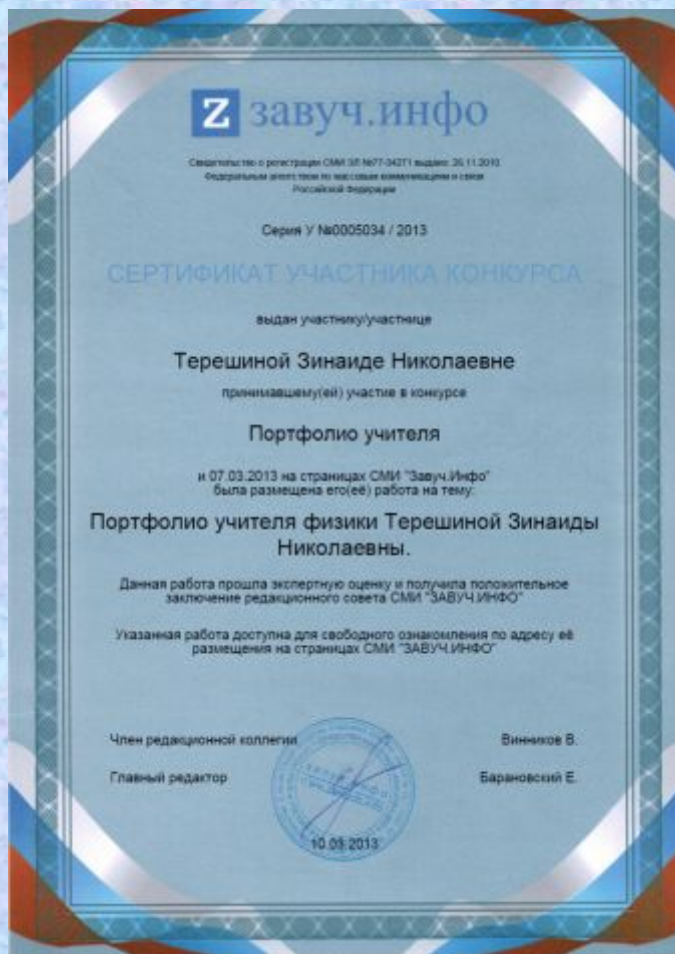 Z завуч.инфо
Свидетельство о регистрации СМИ ЭЛ №77-34271 выдано: 26.11.2010
Федеральным агентством по массовым коммуникациям и связи
Российской Федерации
Серия У №0005034 / 2013
СЕРТИФИКАТ УЧАСТНИКА КОНКУРСА
выдан участнику/участнице
Терешиной Зинаиде Николаевне
принимавшему(ей) участие в конкурсе
Портфолио учителя
и 07.03.2013 на страницах СМИ "Завуч.Инфо"
была размещена его(её) работа на тему:
Портфолио учителя физики Терешиной Зинаиды
Николаевны.
Данная работа прошла экспертную оценку и получила положительное
заключение редакционного совета СМИ "ЗАВУЧ.ИНФО"
Указанная работа доступна для свободного ознакомления по адресу её
размещения на страницах СМИ "ЗАВУЧ.ИНФО"
Член редакционной коллегии Винников В.
Главный редактор Барановский Е.
10.03.2013